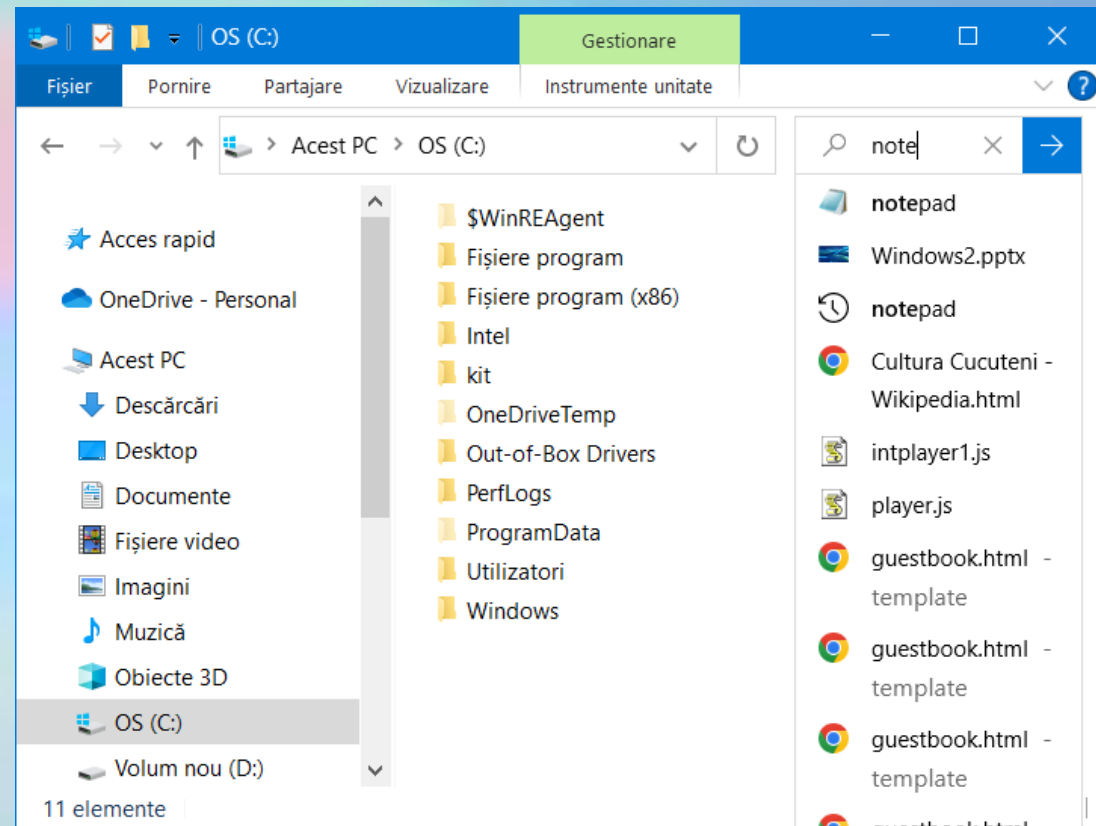 OS (C:)
Gestionare
Fișier Pornire Partajare Vizualizare Instrumente unitate
?
Acest PC OS (C:)
note
Acces rapid
OneDrive - Personal
Acest PC
Descărcări
Desktop
Documente
Fișiere video
Imagini
Muzică
Obiecte 3D
OS (C:)
Volum nou (D:)
$WinREAgent
Fișiere program
Fișiere program (x86)
Intel
kit
OneDriveTemp
Out-of-Box Drivers
PerfLogs
ProgramData
Utilizatori
Windows
notepad
Windows2.pptx
notepad
Cultura Cucuteni -
Wikipedia.html
intplayer1.js
player.js
guestbook.html -
template
guestbook.html -
template
guestbook.html -
template
11 elemente